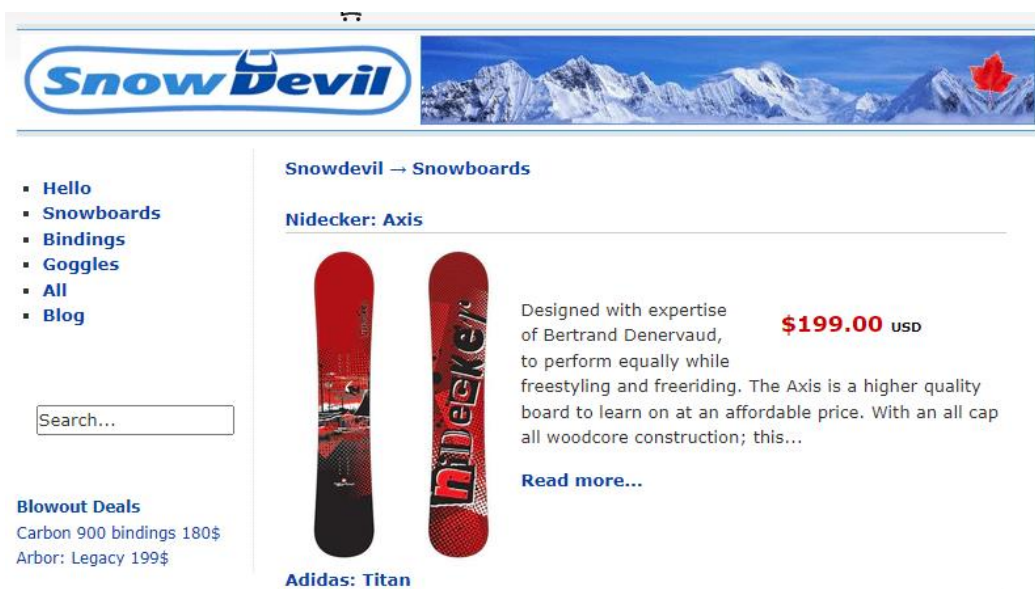 Snow Devil
Snowdevil → Snowboards
Hello
Snowboards
Bindings
Goggles
All
Blog
Search...
Blowout Deals
Carbon 900 bindings 180$
Arbor: Legacy 199$
Nidecker: Axis
niDecker
Designed with expertise
of Bertrand Denervaud,
to perform equally while
freestyling and freeriding. The Axis is a higher quality
board to learn on at an affordable price. With an all cap
all woodcore construction; this...
$199.00 USD
Read more...
Adidas: Titan